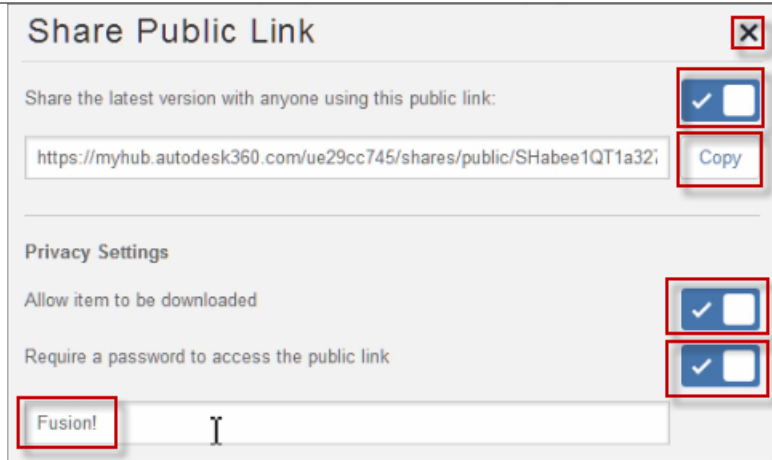 Share Public Link
Share the latest version with anyone using this public link:
https://myhub.autodesk360.com/ue29cc745/shares/public/SHabee1QT1a327
Copy
Privacy Settings
Allow item to be downloaded
Require a password to access the public link
Fusion!